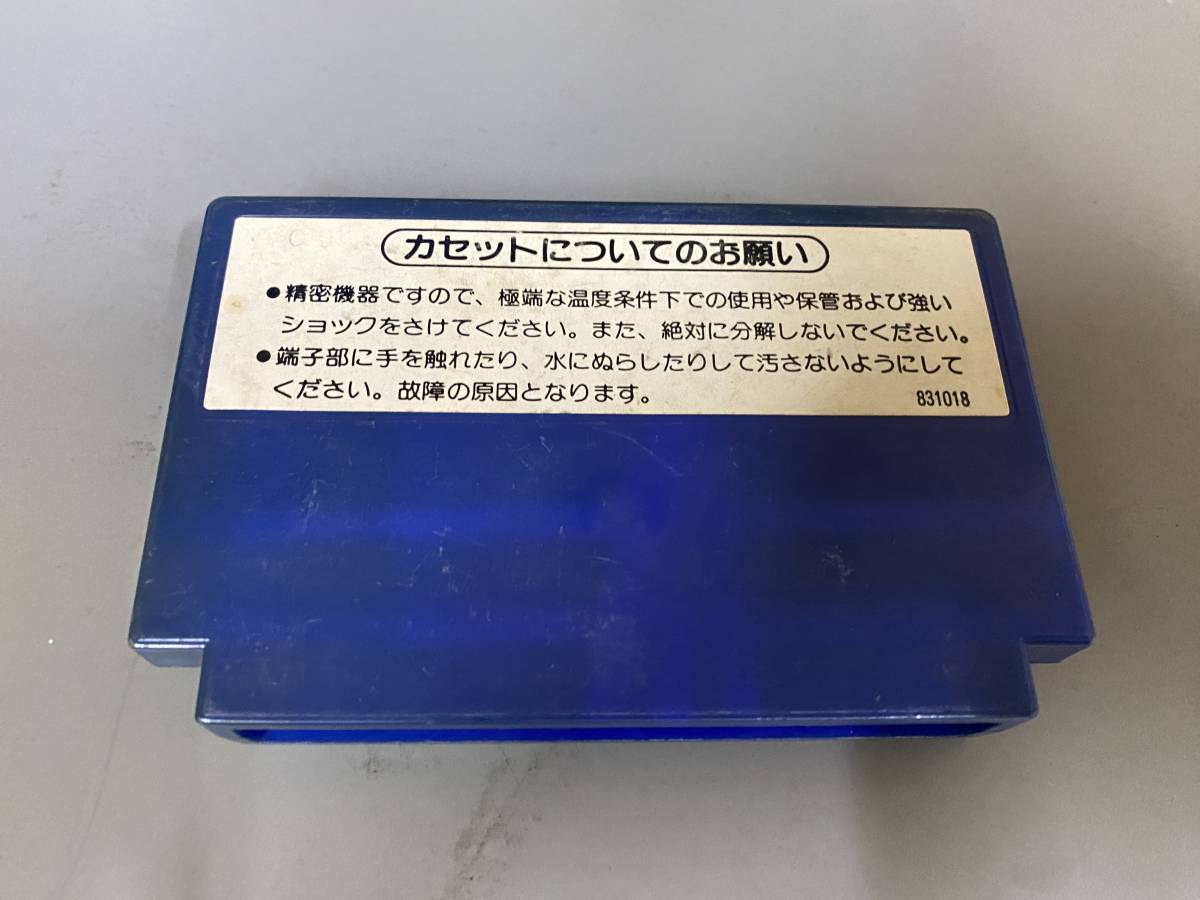 カセットについてのお願い
●精密機器ですので、極端な温度条件下での使用や保管および強い
ショックをさけてください。また、絶対に分解しないでください。
●端子部に手を触れたり、水にぬらしたりして汚さないようにして
ください。故障の原因となります。
831018